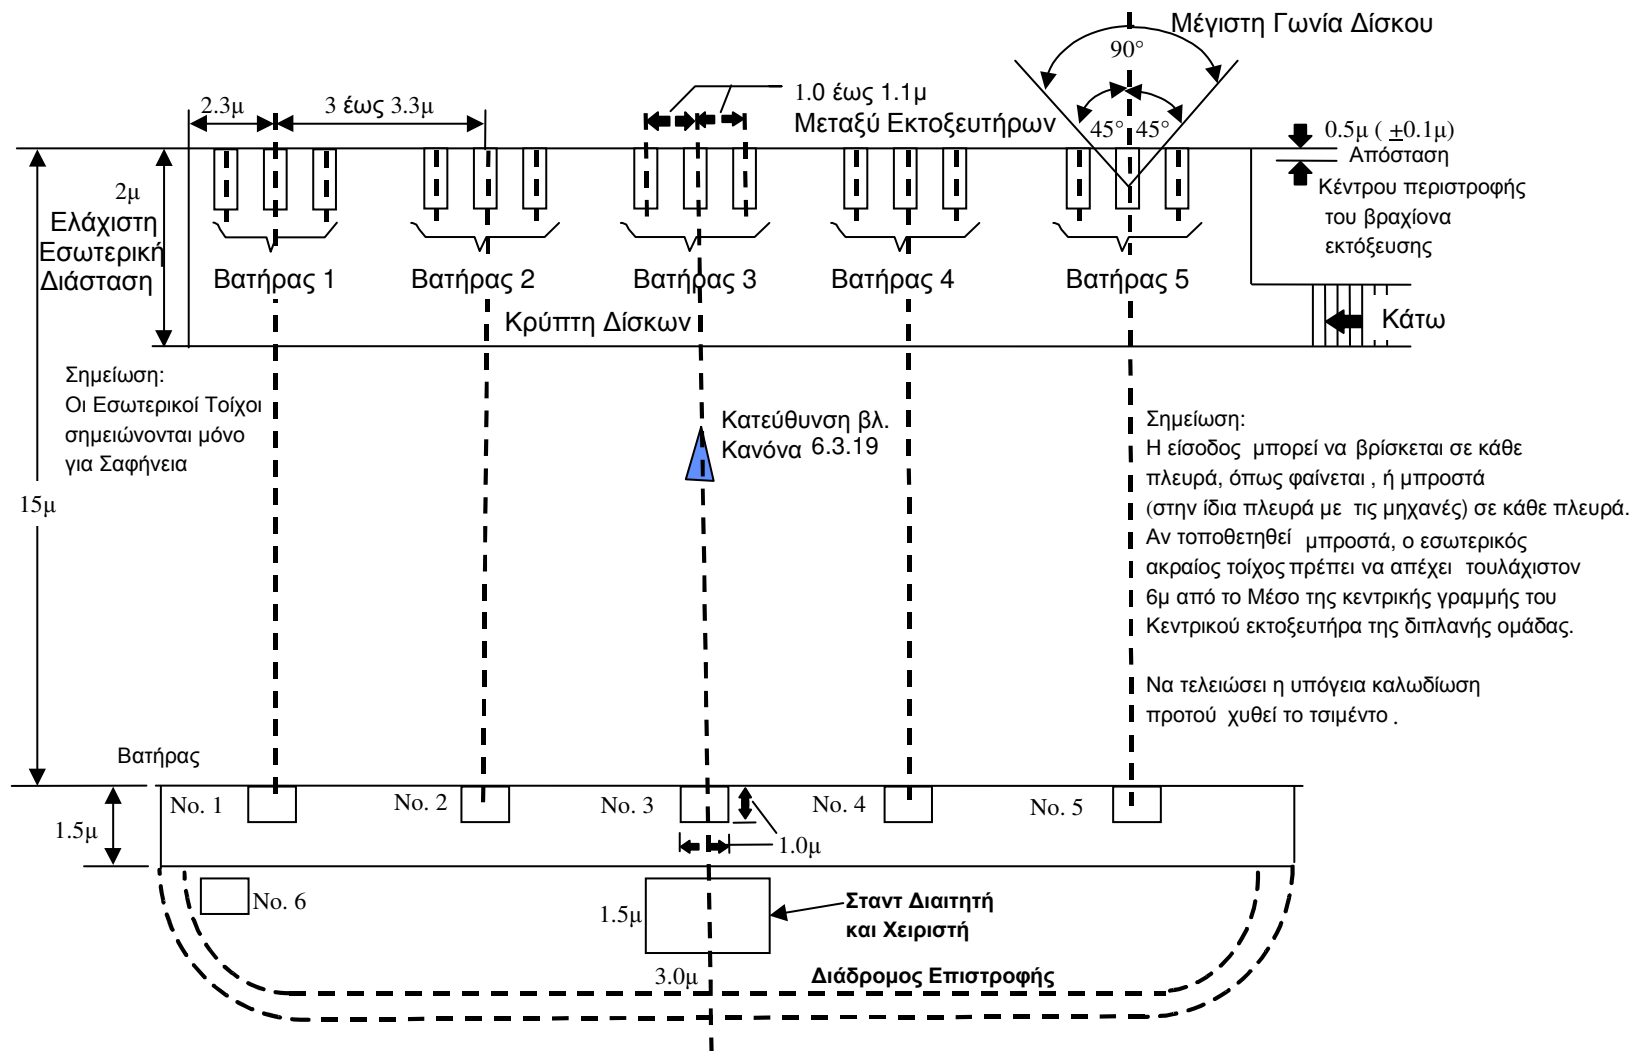 Μέγιστη Γωνία Δίσκου
90°
2.3μ
3 έως 3.3μ
1.0 έως 1.1μ
Μεταξύ Εκτοξευτήρων
45° 45°
0.5μ ( +0.1μ)
Απόσταση
Κέντρου περιστροφής
του βραχίονα
εκτόξευσης
2μ
Ελάχιστη
Εσωτερική
Διάσταση
Βατήρας 1
Βατήρας 2
Βατήρας 3
Βατήρας 4
Βατήρας 5
Κρύπτη Δίσκων
Κάτω
Σημείωση:
Οι Εσωτερικοί Τοίχοι
σημειώνονται μόνο
για Σαφήνεια
Κατεύθυνση βλ.
Κανόνα 6.3.19
Σημείωση:
Η είσοδος μπορεί να βρίσκεται σε κάθε
πλευρά, όπως φαίνεται , ή μπροστά
(στην ίδια πλευρά με τις μηχανές) σε κάθε πλευρά.
Αν τοποθετηθεί μπροστά, ο εσωτερικός
ακραίος τοίχος πρέπει να απέχει τουλάχιστον
6μ από το Μέσο της κεντρικής γραμμής του
Κεντρικού εκτοξευτήρα της διπλανής ομάδας.
Να τελειώσει η υπόγεια καλωδίωση
προτού χυθεί το τσιμέντο .
15μ
Βατήρας
No. 1
No. 2
No. 3
No. 4
No. 5
1.5μ
1.0μ
No. 6
1.5μ
Σταντ Διαιτητή
και Χειριστή
3.0μ
Διάδρομος Επιστροφής